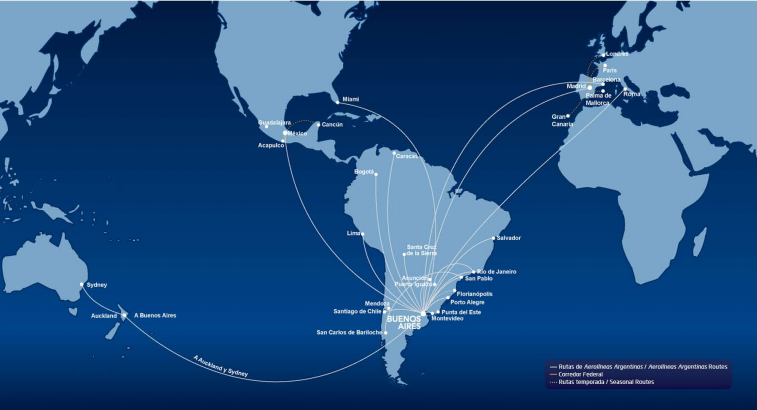 Londres
Paris
Barcelona
Madrid
Palma de
Mallorca
Roma
Gran
Canaria
Miami
Guadalajara
México
Cancún
Acapulco
Caracas
Bogotá
Lima
Salvador
Santa Cruz
de la Sierra
Rio de Janeiro
San Pablo
Asunción
Puerto Iguazú
Florianópolis
Porto Alegre
Mendoza
Santiago de Chile
BUENOS
AIRES
Punta del Este
Montevideo
San Carlos de Bariloche
Sydney
Auckland
A Buenos Aires
A Auckland y Sydney
Rutas de Aerolíneas Argentinas / Aerolíneas Argentinas Routes
Corredor Federal
Rutas temporada / Seasonal Routes